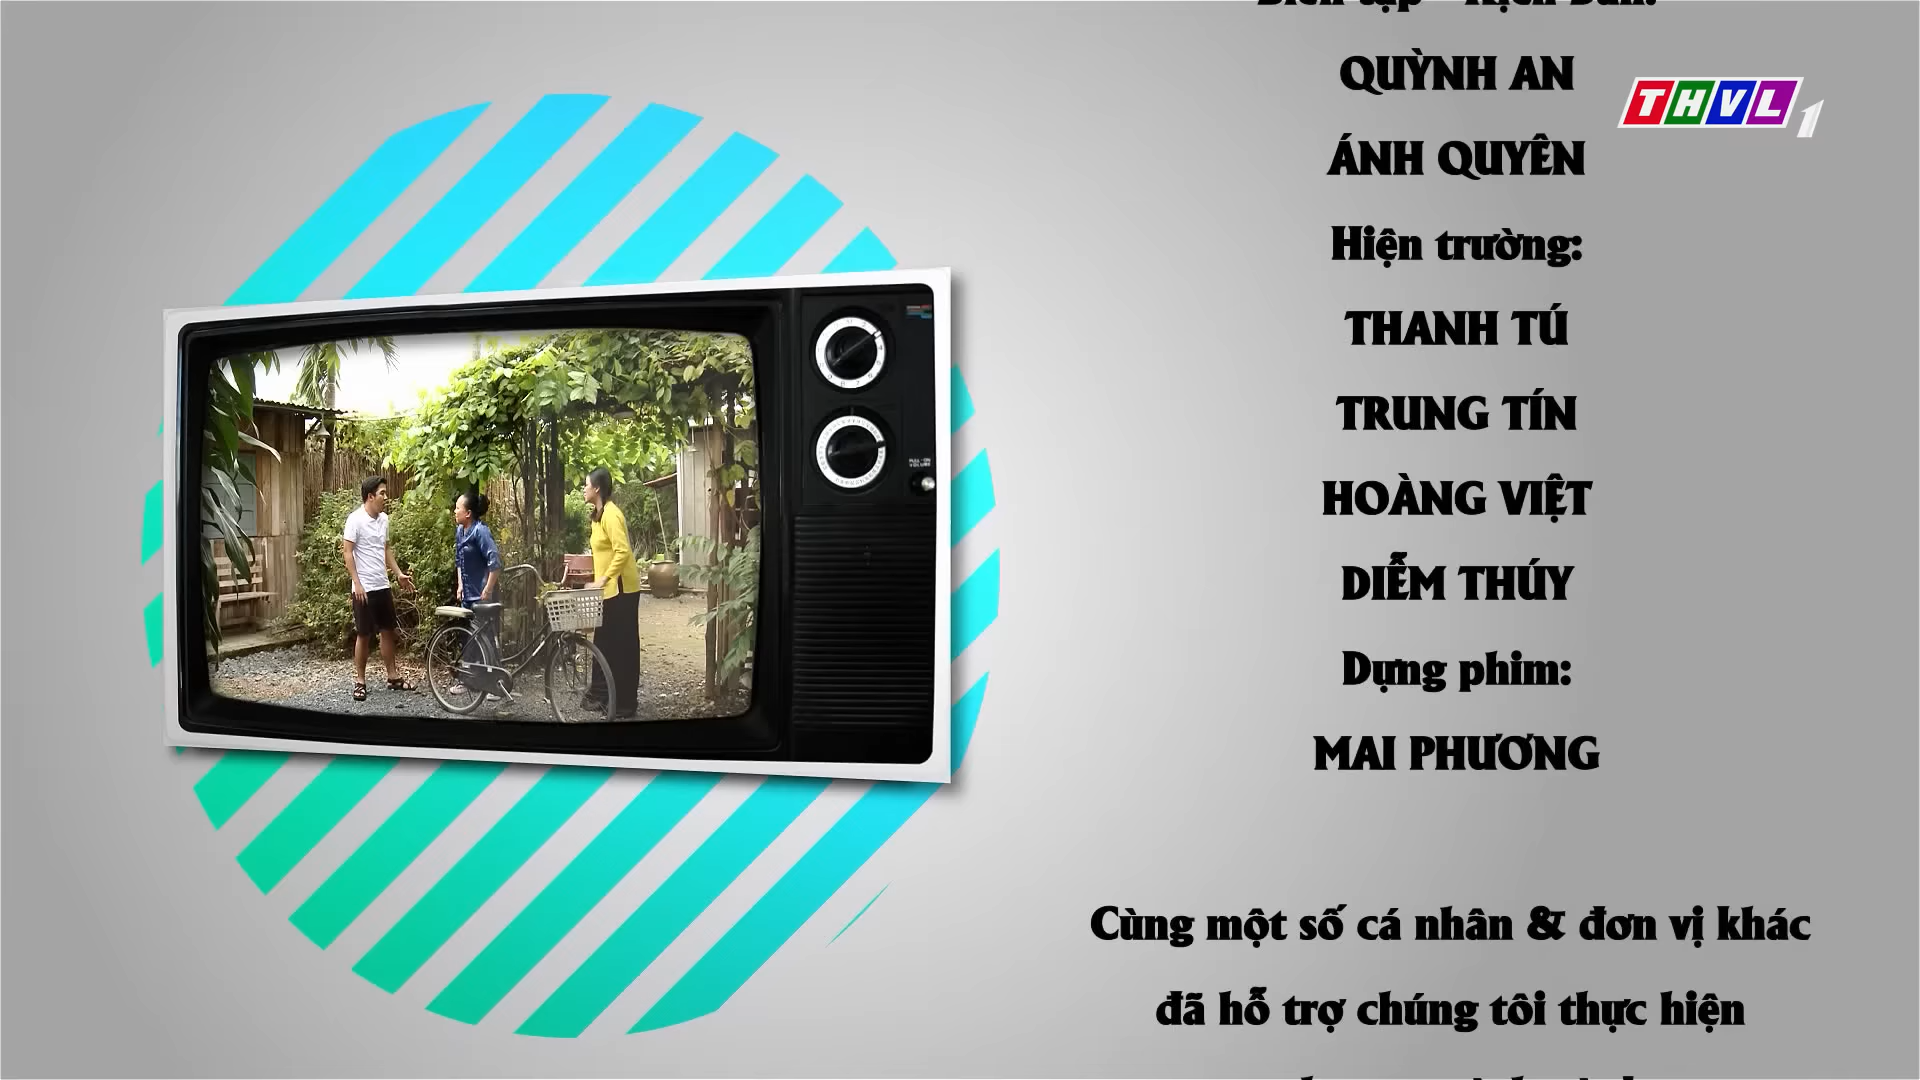 QUỲNH AN
THVL1
ÁNH QUYÊN
Hiện trường:
THANH TÚ
TRUNG TÍN
HOÀNG VIỆT
DIỄM THÚY
Dựng phim:
MAI PHƯƠNG
Cùng một số cá nhân & đơn vị khác
đã hỗ trợ chúng tôi thực hiện